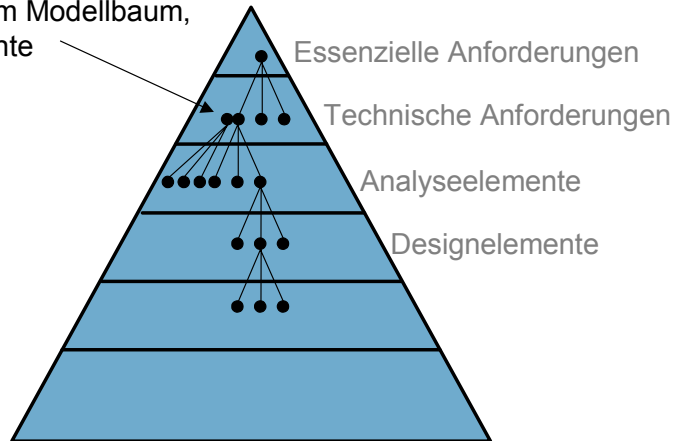 Modellbaum,
Essenzielle Anforderungen
Technische Anforderungen
Analyseelemente
Designelemente